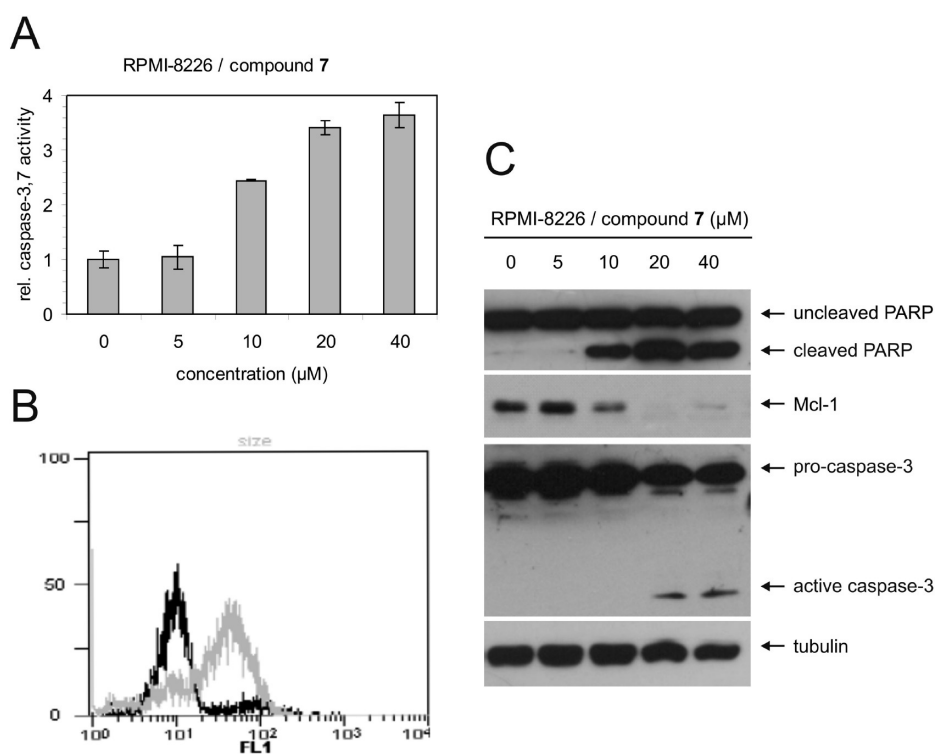 A
RPMI-8226 / compound 7
rel. caspase-3,7 activity
4
3
2
1
0
0 5 10 20 40
concentration (µM)
B
size
100
50
0
10⁰ 10¹ 10² 10³ 10⁴
FL1
C
RPMI-8226 / compound 7 (µM)
0 5 10 20 40
uncleaved PARP
cleaved PARP
Mcl-1
pro-caspase-3
active caspase-3
tubulin